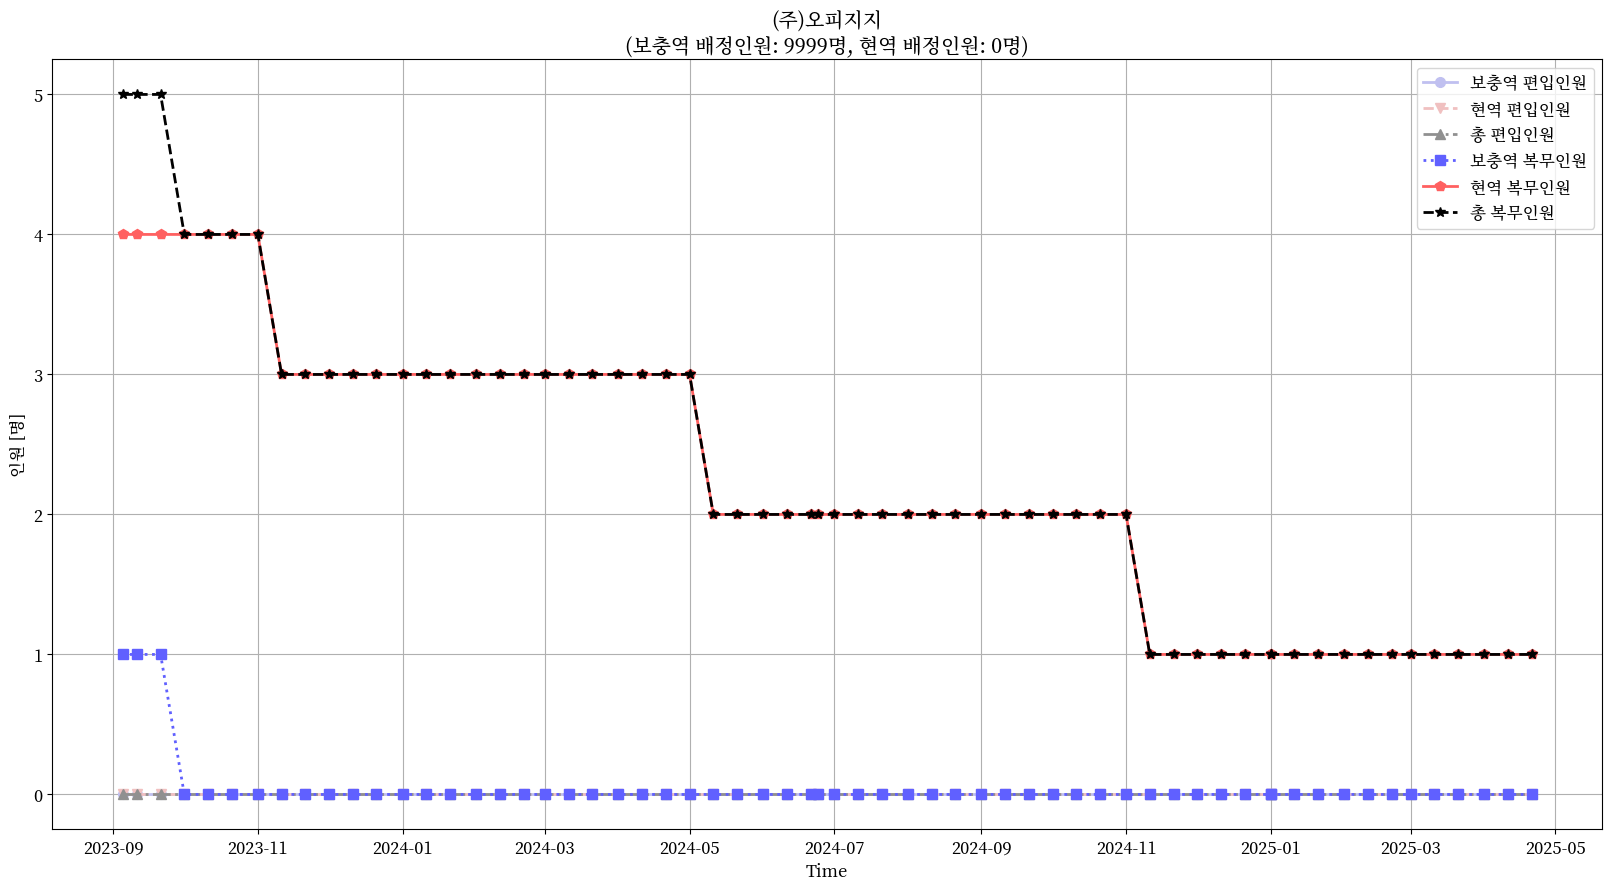 (주)오피지지
(보충역 배정인원: 9999명, 현역 배정인원: 0명)
보충역 편입인원
현역 편입인원
총 편입인원
보충역 복무인원
현역 복무인원
총 복무인원
인원 [명]
5
4
3
2
1
0
2023-09
2023-11
2024-01
2024-03
2024-05
2024-07
2024-09
2024-11
2025-01
2025-03
2025-05
Time